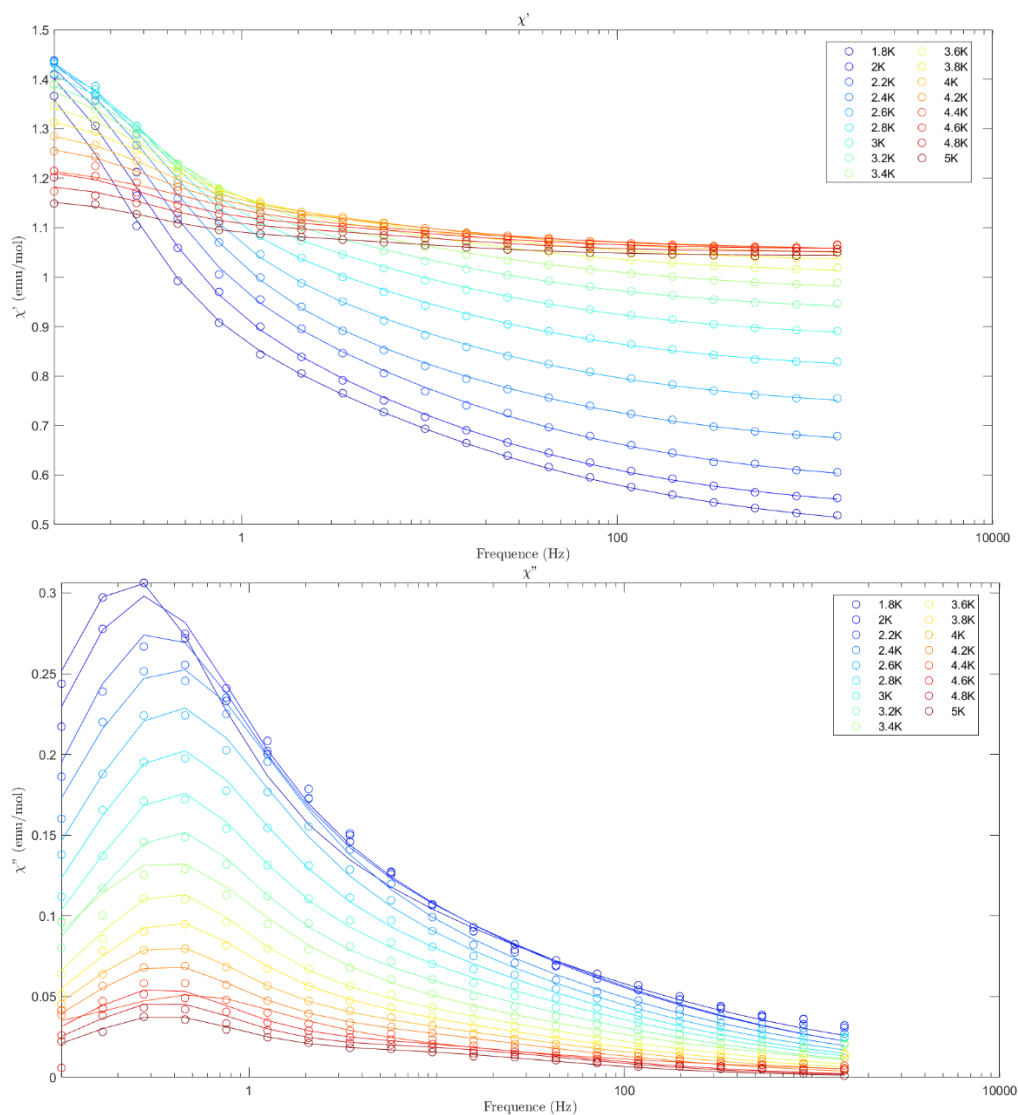 χ'
1.5
1.4
1.3
1.2
1.1
1
0.9
0.8
0.7
0.6
0.5
χ' (emu/mol)
1.8K
2K
2.2K
2.4K
2.6K
2.8K
3K
3.2K
3.4K
3.6K
3.8K
4K
4.2K
4.4K
4.6K
4.8K
5K
1 100 10000
Frequence (Hz)
χ"
0.3
0.25
0.2
0.15
0.1
0.05
0
χ" (emu/mol)
1.8K
2K
2.2K
2.4K
2.6K
2.8K
3K
3.2K
3.4K
3.6K
3.8K
4K
4.2K
4.4K
4.6K
4.8K
5K
1 100 10000
Frequence (Hz)